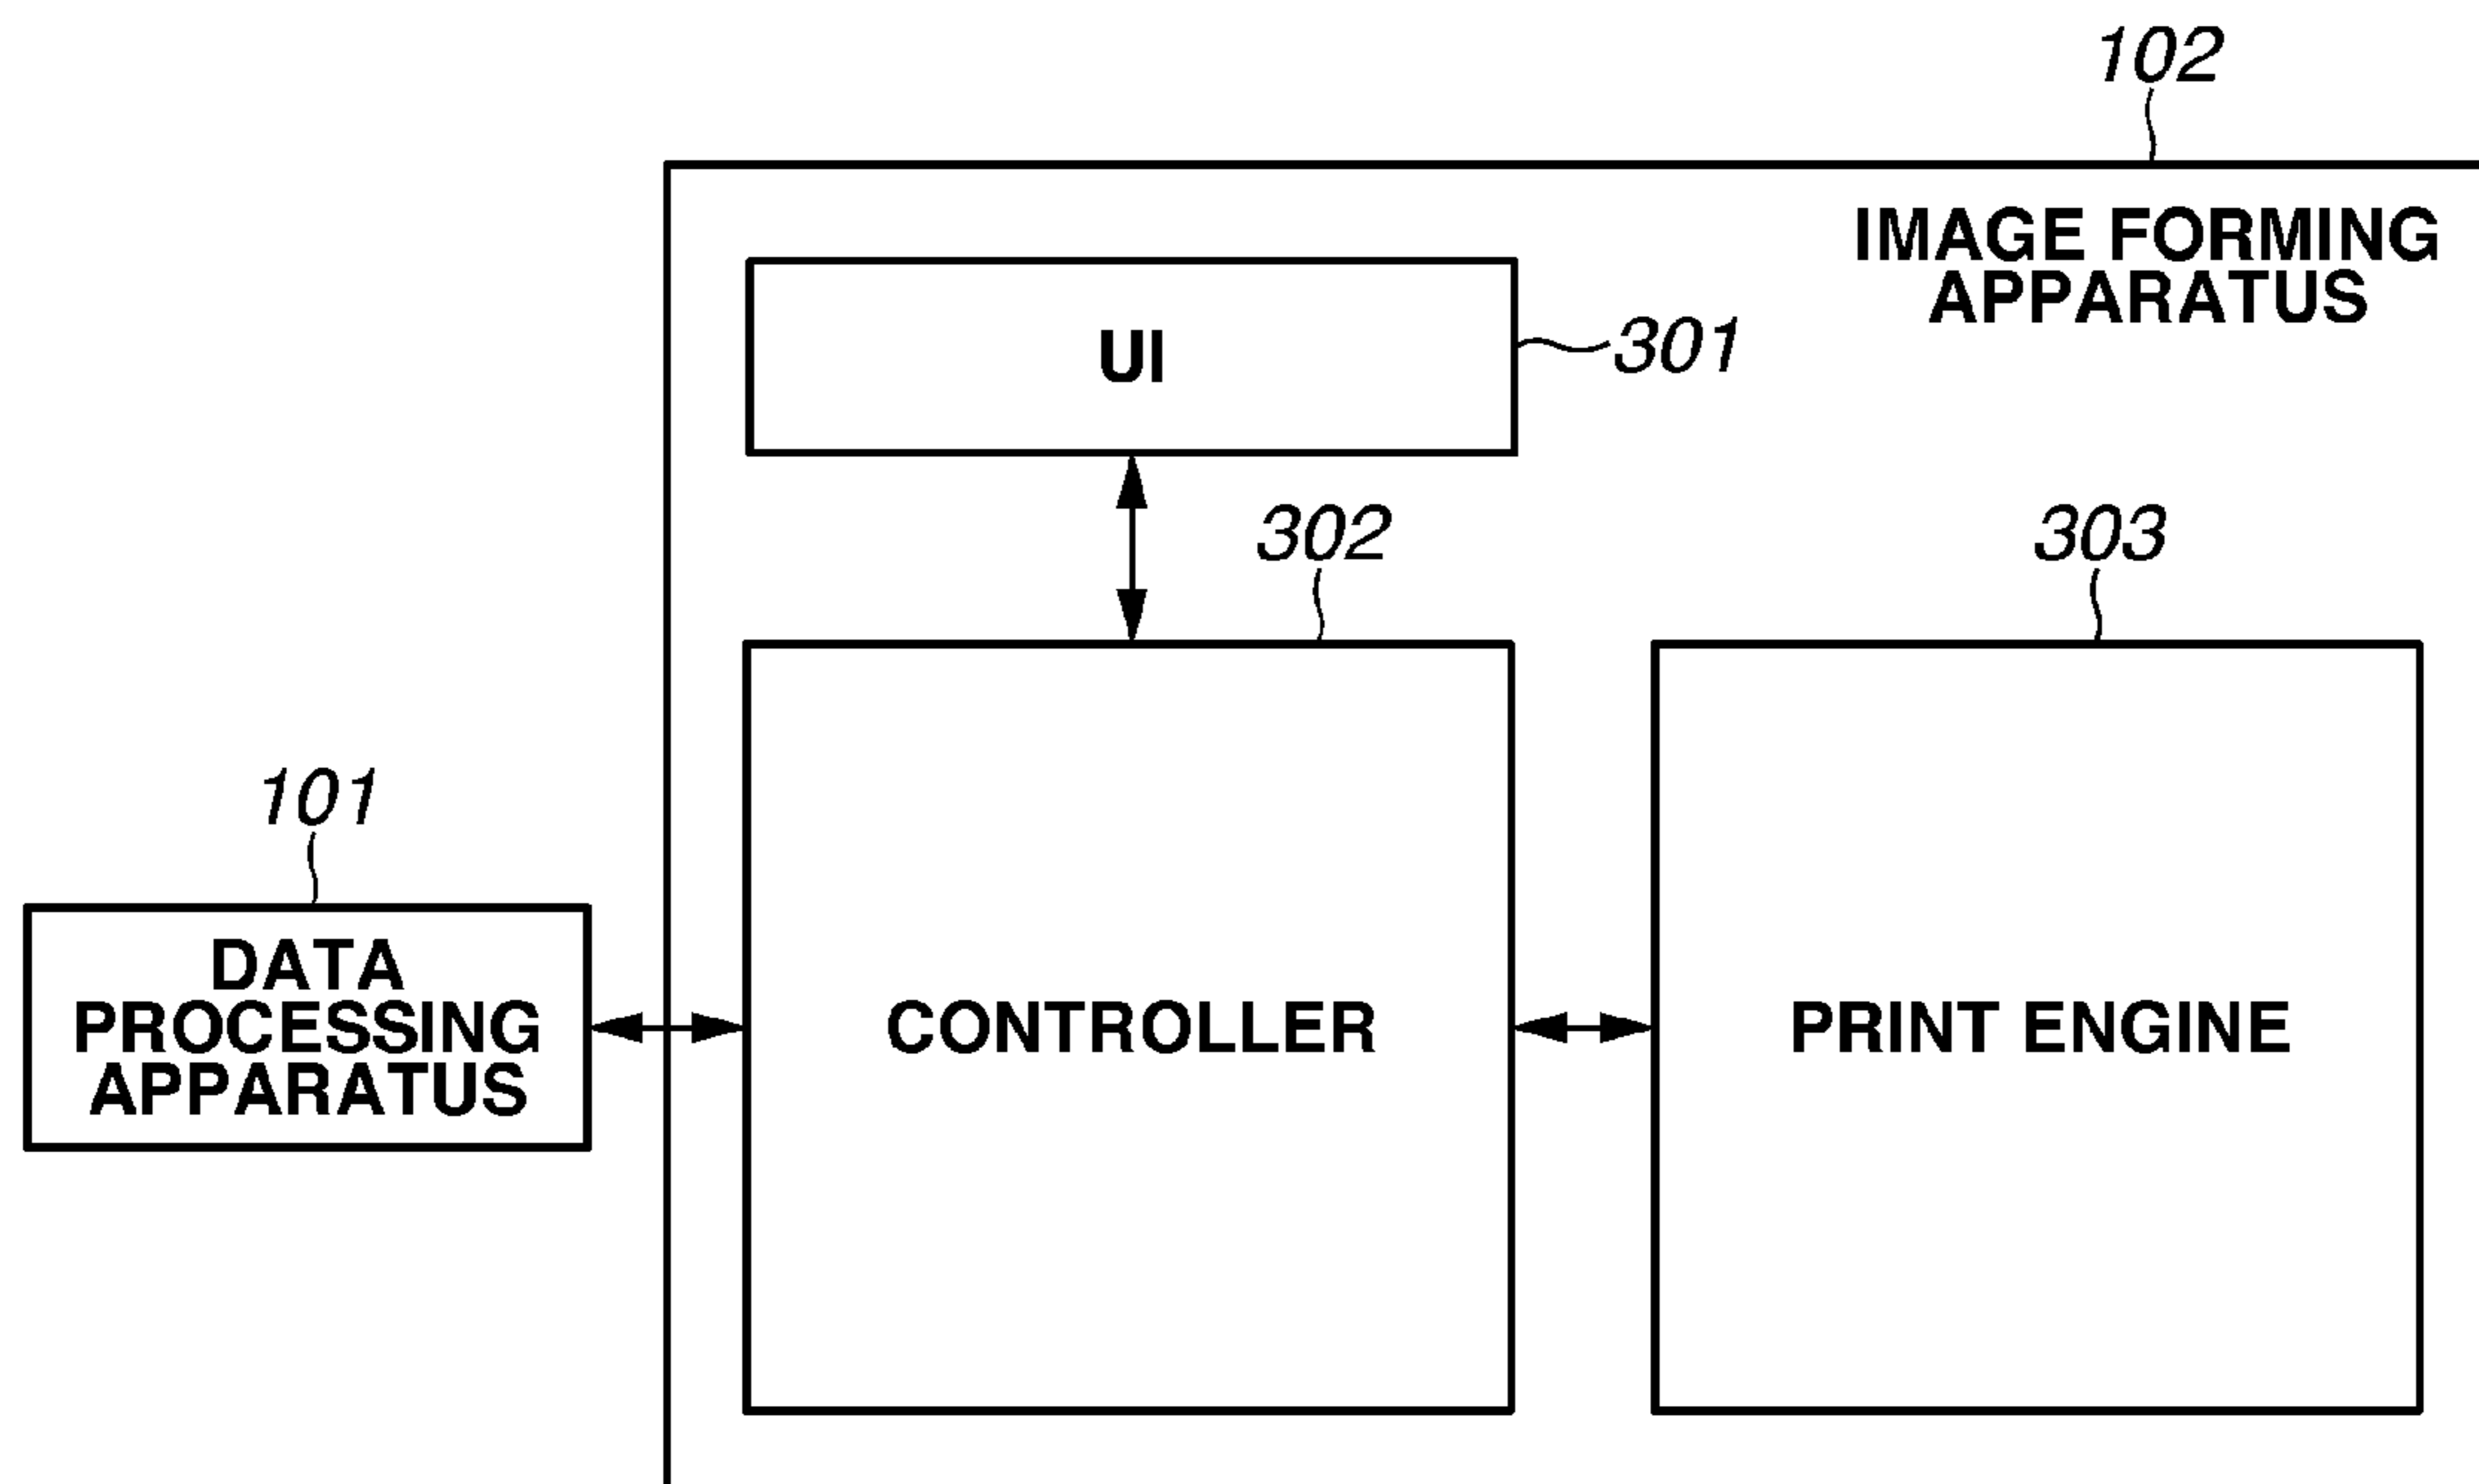 102
IMAGE FORMING
APPARATUS
UI
301
302
303
101
DATA
PROCESSING
APPARATUS
CONTROLLER
PRINT ENGINE